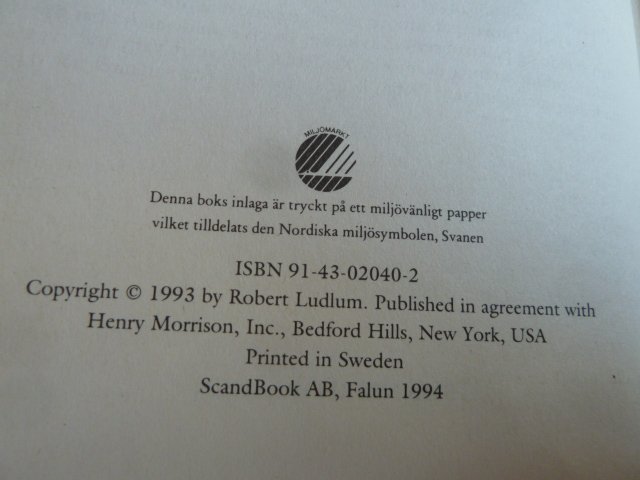 MILJÖMÄRKT
Denna boks inlaga är tryckt på ett miljövänligt papper
vilket tilldelats den Nordiska miljösymbolen, Svanen
ISBN 91-43-02040-2
Copyright © 1993 by Robert Ludlum. Published in agreement with
Henry Morrison, Inc., Bedford Hills, New York, USA
Printed in Sweden
ScandBook AB, Falun 1994